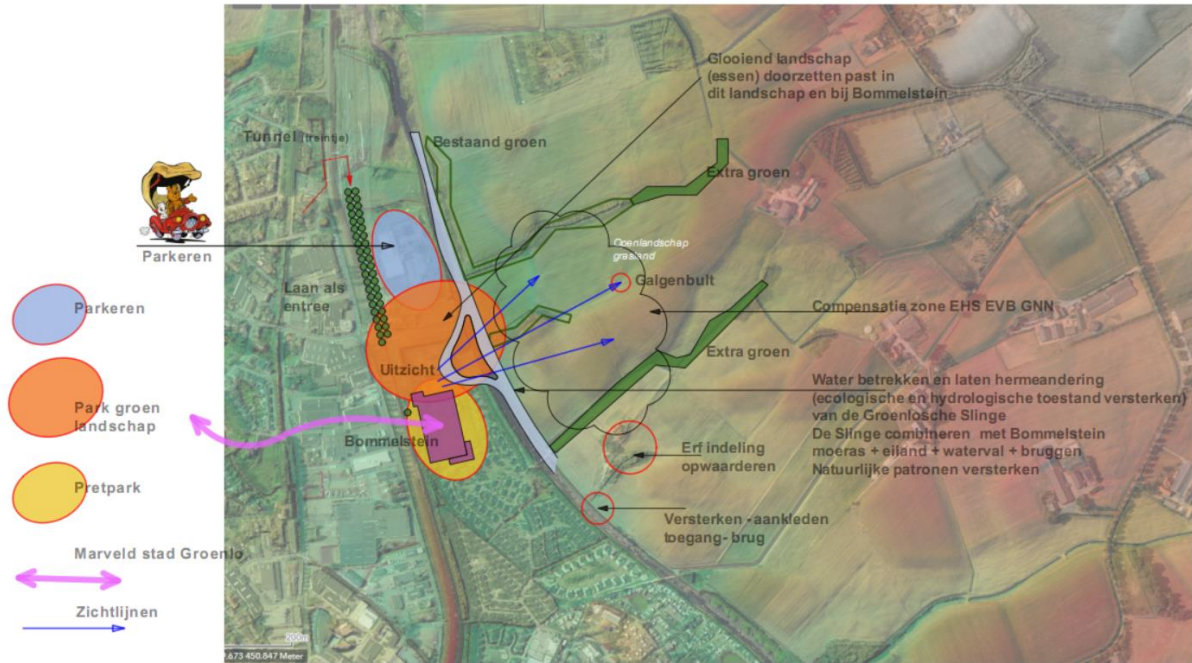 Glooiend landschap
(essen) doorzetten past in
dit landschap en bij Bommelstein
Tunnel (treintje)
Bestaand groen
Extra groen
Parkeren
Openlandschap
grasland
Galgenbult
Laan als
entree
Compensatie zone EHS EVB GNN
Parkeren
Extra groen
Uitzicht
Water betrekken en laten hermeandering
(ecologische en hydrologische toestand versterken)
van de Groenlosche Slinge
De Slinge combineren met Bommelstein
moeras + eiland + waterval + bruggen
Natuurlijke patronen versterken
Park groen
landschap
Bommelstein
Erf indeling
opwaarderen
Pretpark
Versterken - aankleden
toegang- brug
Marveld stad Groenlo
Zichtlijnen
200m
.673 450.847 Meter